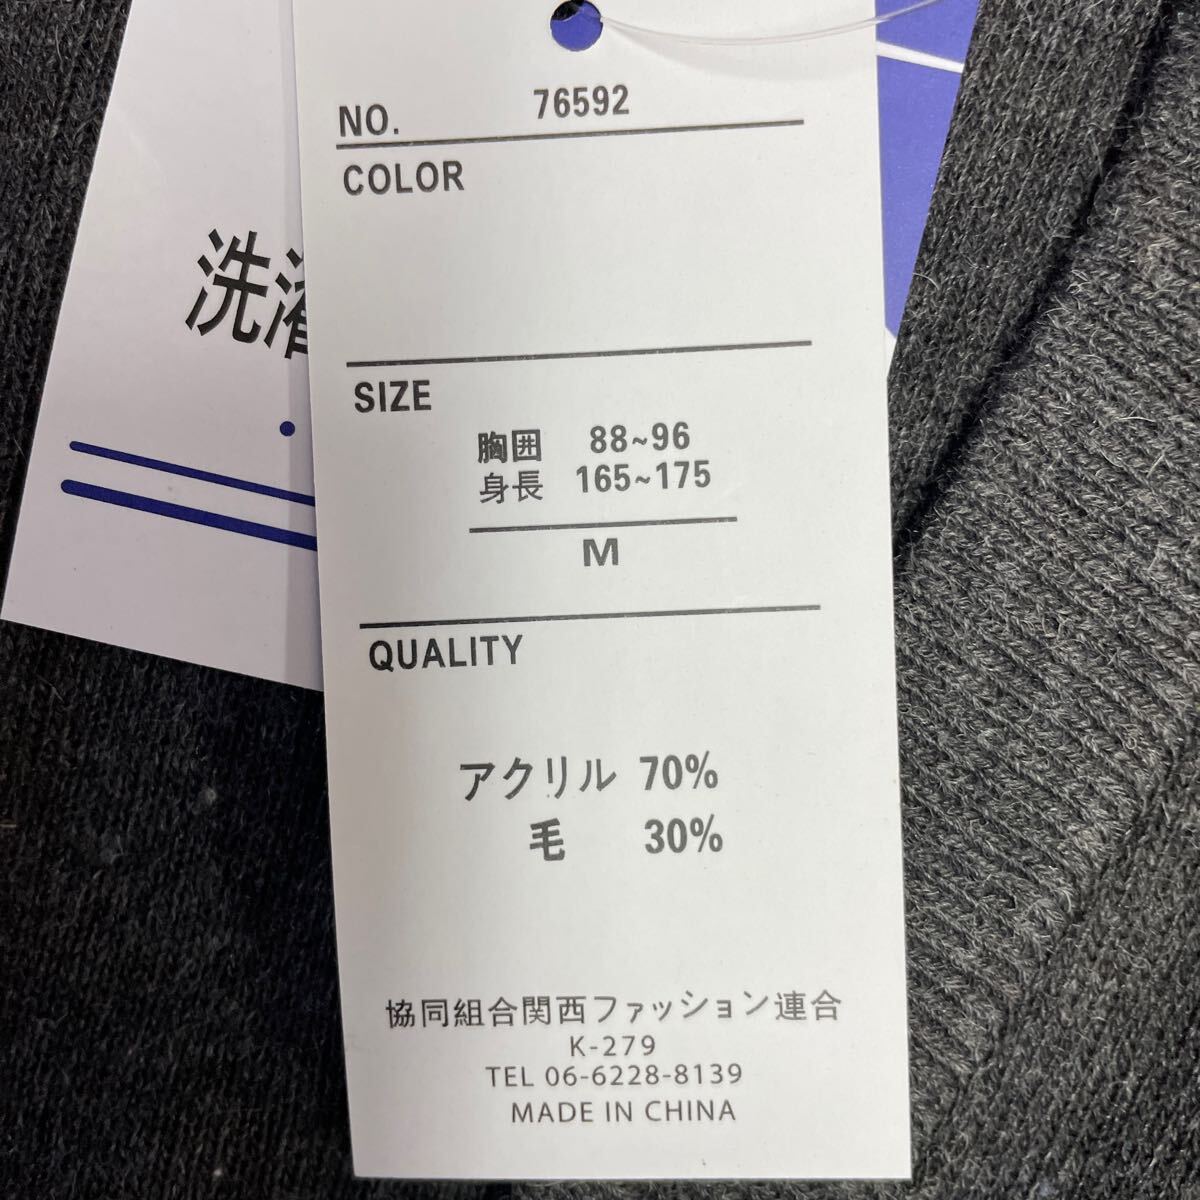 NO. 76592
COLOR
洗濯
SIZE
胸囲 88~96
身長 165~175
M
QUALITY
アクリル 70%
毛 30%
協同組合関西ファッション連合
K-279
TEL 06-6228-8139
MADE IN CHINA